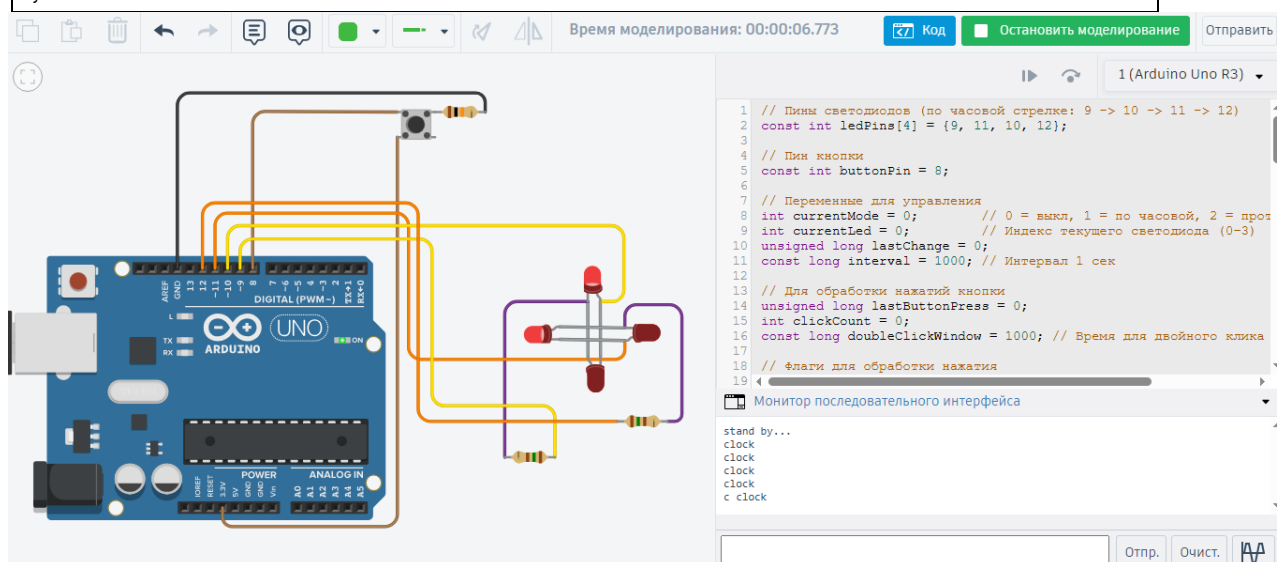 Время моделирования: 00:00:06.773
Код
Остановить моделирование
Отправить
1 (Arduino Uno R3)
1 // Пины светодиодов (по часовой стрелке: 9 -> 10 -> 11 -> 12)
2 const int ledPins[4] = {9, 11, 10, 12};
3
4 // Пин кнопки
5 const int buttonPin = 8;
6
7 // Переменные для управления
8 int currentMode = 0; // 0 = выкл, 1 = по часовой, 2 = прот
9 int currentLed = 0; // Индекс текущего светодиода (0-3)
10 unsigned long lastChange = 0;
11 const long interval = 1000; // Интервал 1 сек
12
13 // Для обработки нажатий кнопки
14 unsigned long lastButtonPress = 0;
15 int clickCount = 0;
16 const long doubleClickWindow = 1000; // Время для двойного клика
17
18 // Флаги для обработки нажатия
19
Монитор последовательного интерфейса
stand by...
clock
clock
clock
clock
c clock
Отпр.
Очист.
AREF
GND
13
12
~11
~10
~9
8
7
~6
~5
4
~3
2
TX→1
RX←0
DIGITAL (PWM~)
L
TX
RX
ARDUINO
UNO
ON
IOREF
RESET
3.3V
5V
GND
GND
Vin
POWER
ANALOG IN
A0
A1
A2
A3
A4
A5